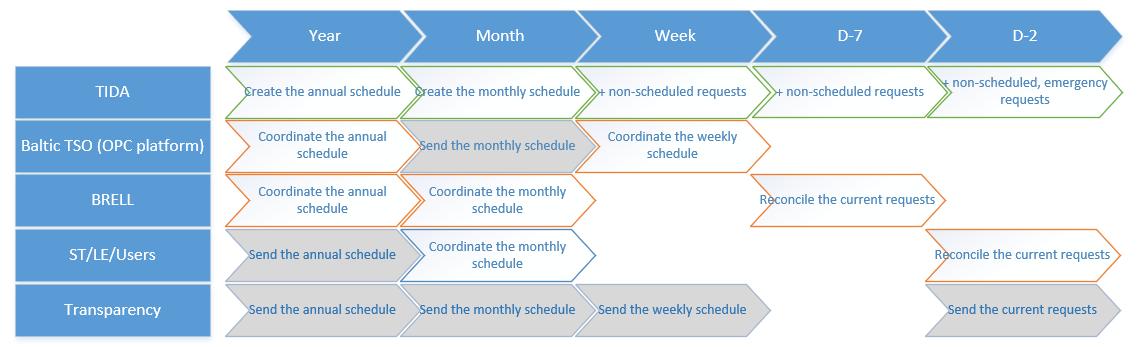 Year
Month
Week
D-7
D-2
TIDA
Create the annual schedule
Create the monthly schedule
+ non-scheduled requests
+ non-scheduled requests
+ non-scheduled, emergency
requests
Baltic TSO (OPC platform)
Coordinate the annual
schedule
Send the monthly schedule
Coordinate the weekly
schedule
BRELL
Coordinate the annual
schedule
Coordinate the monthly
schedule
Reconcile the current requests
ST/LE/Users
Send the annual schedule
Coordinate the monthly
schedule
Reconcile the current requests
Transparency
Send the annual schedule
Send the monthly schedule
Send the weekly schedule
Send the current requests